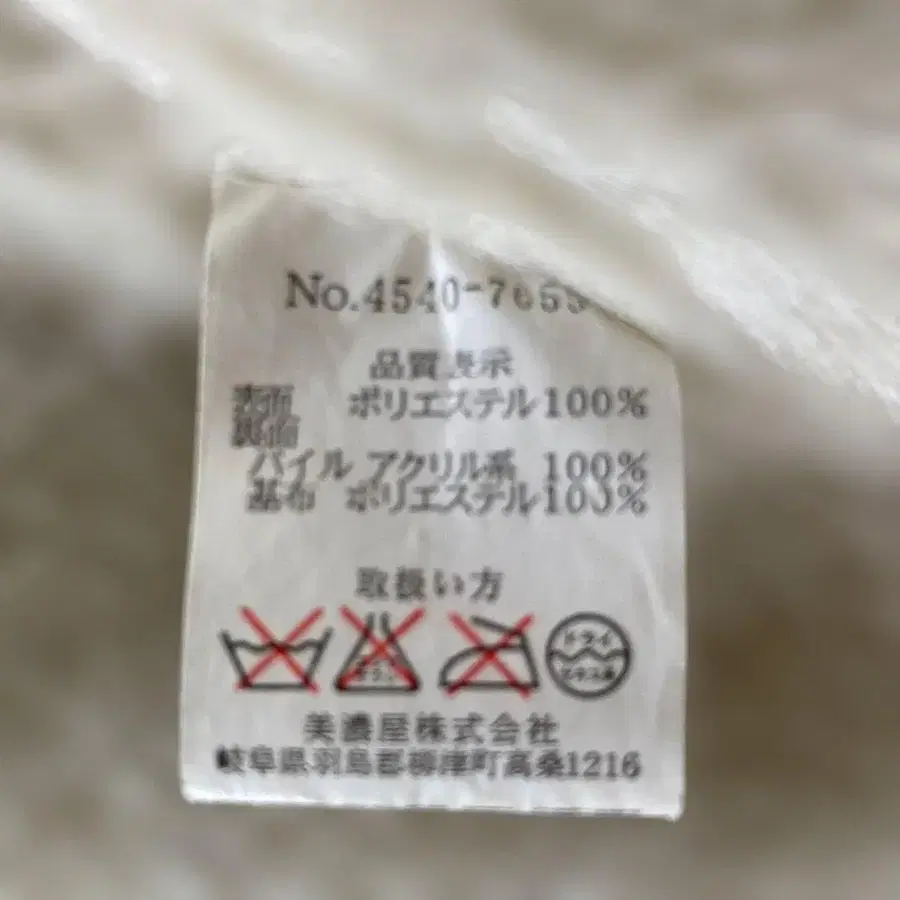 No.4540-7655
品質表示
表面 ポリエステル100%
裏面
パイル アクリル系 100%
基布 ポリエステル100%
取扱い方
ドライ
美濃屋株式会社
岐阜県羽島郡柳津町高桑1216